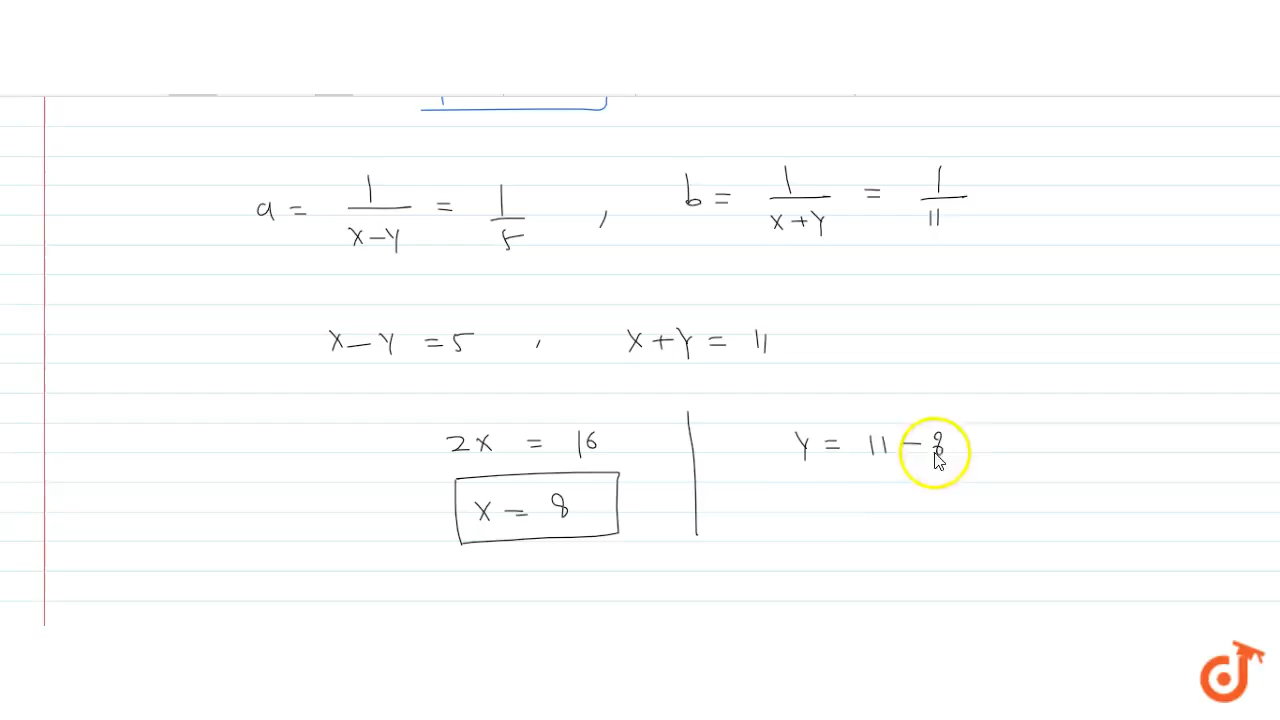 a = 1/(x-y) = 1/5 , b = 1/(x+y) = 1/11
x-y = 5 , x+y = 11
2x = 16 | y = 11 - 8
x = 8